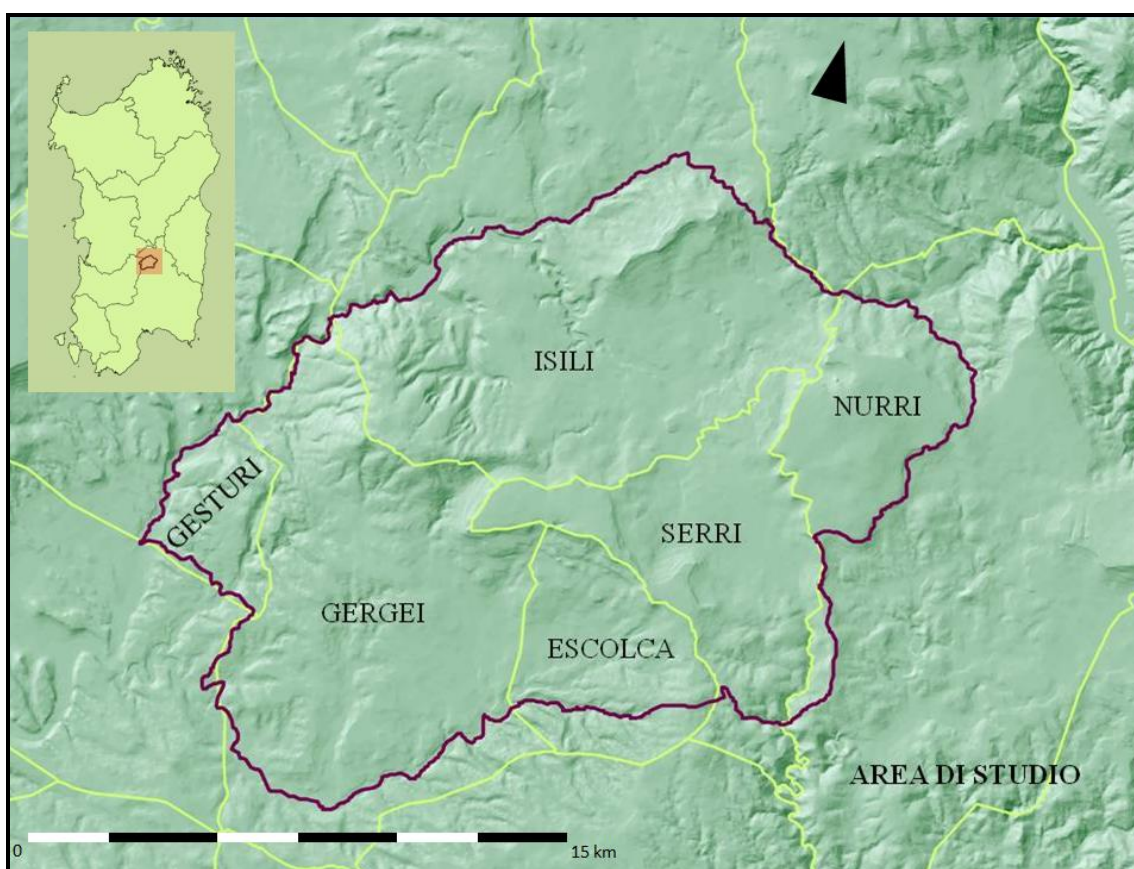 ISILI
NURRI
GESTURI
SERRI
GERGEI
ESCOLCA
AREA DI STUDIO
0 15 km